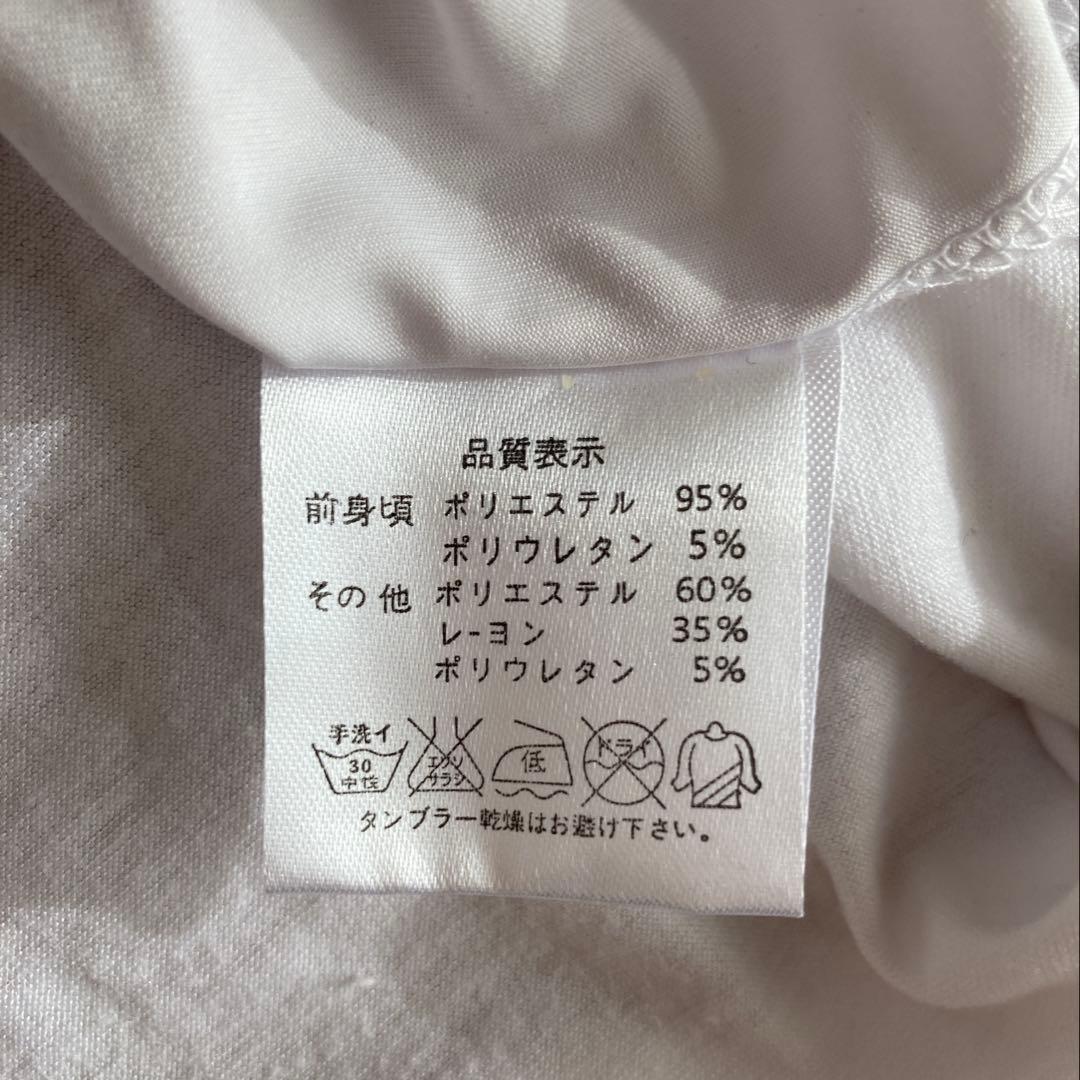 品質表示
前身頃 ポリエステル 95%
ポリウレタン 5%
その他 ポリエステル 60%
レーヨン 35%
ポリウレタン 5%
手洗イ
30
中性
エンソ
サラシ
低
ドライ
タンブラー乾燥はお避け下さい。